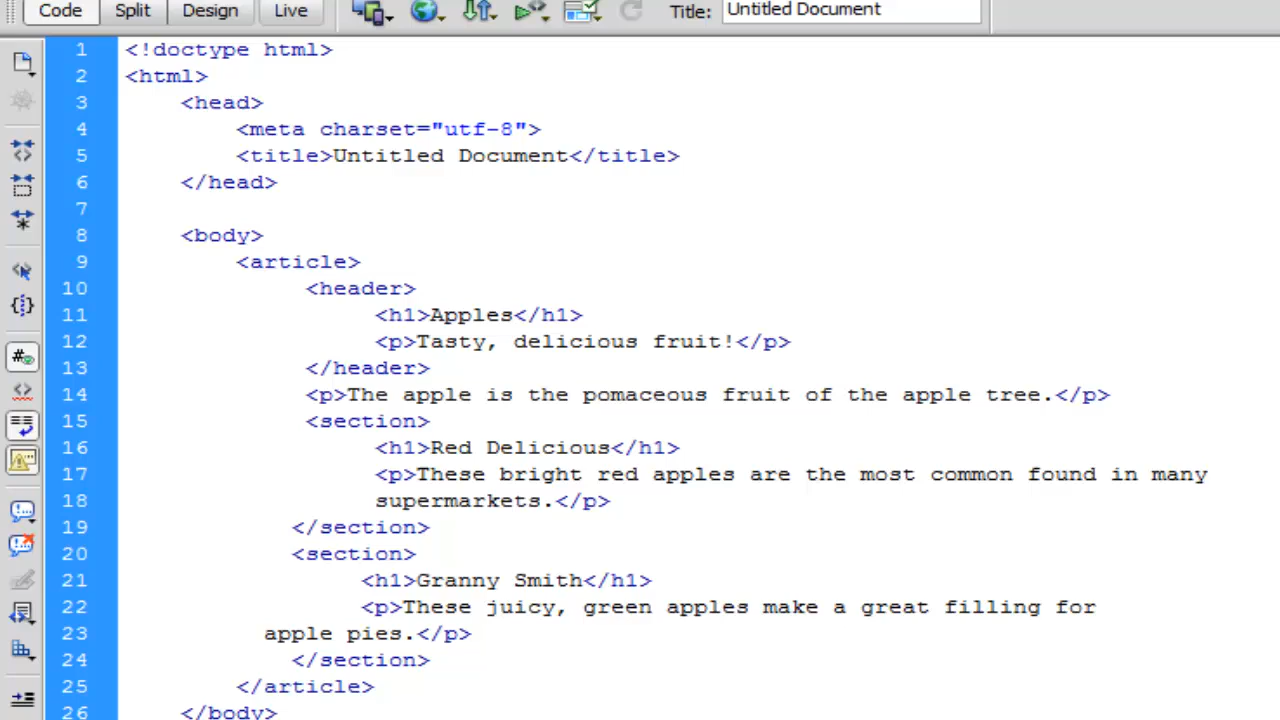 Code Split Design Live Title: Untitled Document
1 <!doctype html>
2 <html>
3 <head>
4 <meta charset="utf-8">
5 <title>Untitled Document</title>
6 </head>
7
8 <body>
9 <article>
10 <header>
11 <h1>Apples</h1>
12 <p>Tasty, delicious fruit!</p>
13 </header>
14 <p>The apple is the pomaceous fruit of the apple tree.</p>
15 <section>
16 <h1>Red Delicious</h1>
17 <p>These bright red apples are the most common found in many
18 supermarkets.</p>
19 </section>
20 <section>
21 <h1>Granny Smith</h1>
22 <p>These juicy, green apples make a great filling for
23 apple pies.</p>
24 </section>
25 </article>
26 </body>